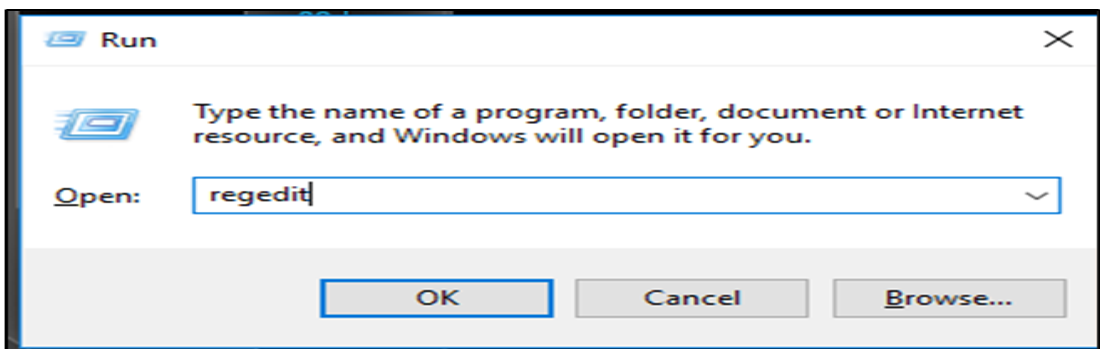 Run
Type the name of a program, folder, document or Internet
resource, and Windows will open it for you.
Open:
regedit
OK
Cancel
Browse...